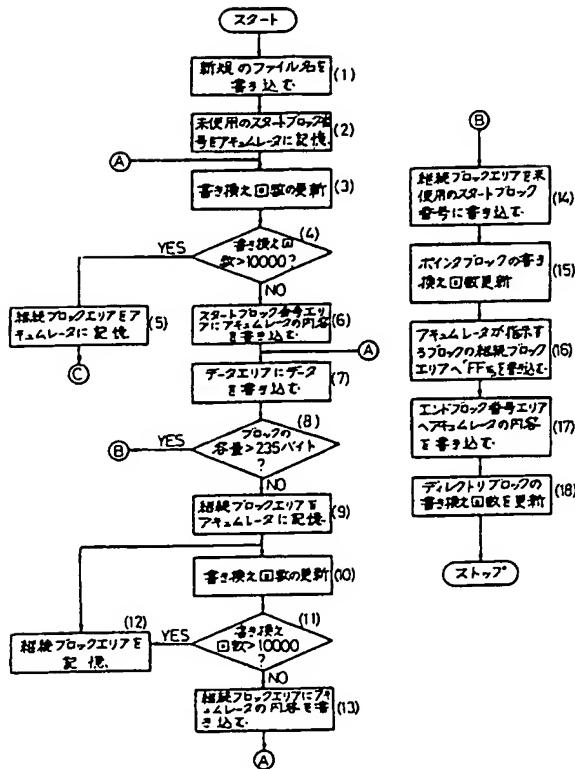 スタート
新規のファイル名を
書き込む.
(1)
未使用のスタートブロック番
号をアキュムレータに記憶.
(2)
A
書き換え回数の更新
(3)
(4)
書き換え回
数>10000?
YES
NO
継続ブロックエリアをア
キュムレータに記憶.
(5)
C
スタートブロック番号エリ
アにアキュムレータの内容
を書き込む.
(6)
A
データエリアにデータ
を書き込む.
(7)
(8)
ブロックの
容量>235バイト
?
YES
B
NO
継続ブロックエリアを
アキュムレータに記憶.
(9)
書き換え回数の更新
(10)
(11)
書き換え
回数>10000
?
YES
(12)
継続ブロックエリアを
記憶.
NO
継続ブロックエリアにアキ
ュムレータの内容を書
き込む.
(13)
A
B
継続ブロックエリアを未
使用のスタートブロック
番号に書き込む.
(14)
ポインタブロックの書き
換え回数更新
(15)
アキュムレータが指示す
るブロックの継続ブロック
エリアへ"FF"を書き込む.
(16)
エンドブロック番号エリア
へアキュムレータの内容
を書き込む.
(17)
ディレクトリブロックの
書き換え回数を更新
(18)
ストップ